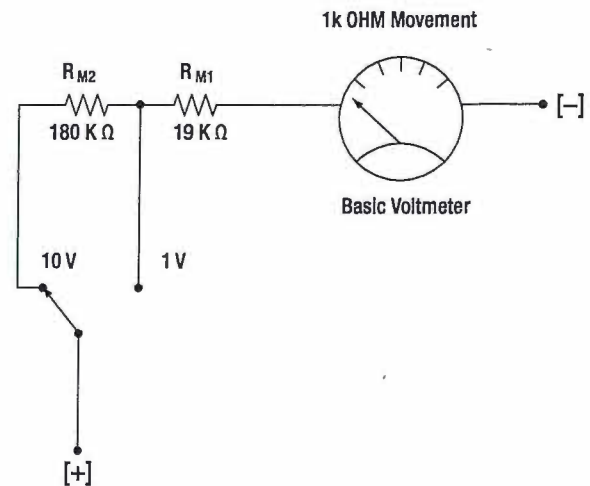 1k OHM Movement
R M2
R M1
180 K Ω
19 K Ω
[−]
Basic Voltmeter
10 V
1 V
[+]